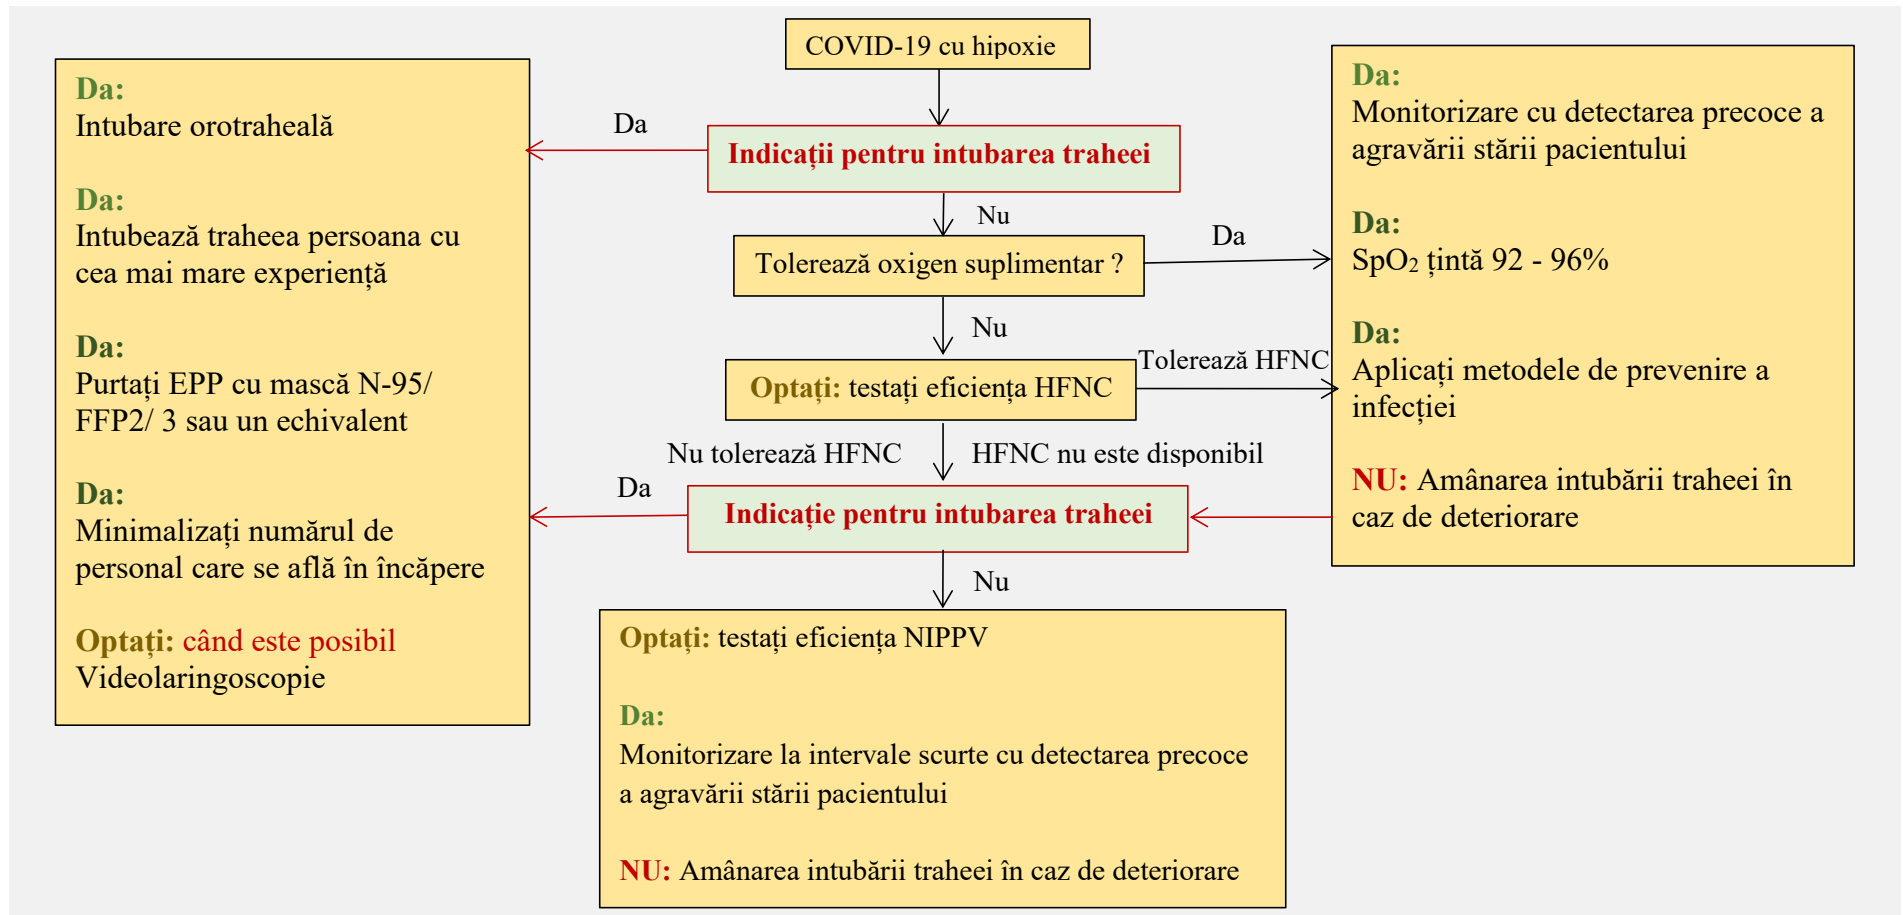 COVID-19 cu hipoxie
Da:
Intubare orotraheală
Da:
Intubează traheea persoana cu
cea mai mare experiență
Da:
Purtați EPP cu mască N-95/
FFP2/ 3 sau un echivalent
Da:
Minimalizați numărul de
personal care se află în încăpere
Optați: când este posibil
Videolaringoscopie
Da
Indicații pentru intubarea traheei
Nu
Tolerează oxigen suplimentar ?
Da
Nu
Optați: testați eficiența HFNC
Tolerează HFNC
Nu tolerează HFNC
HFNC nu este disponibil
Da
Indicație pentru intubarea traheei
Nu
Da:
Monitorizare cu detectarea precoce a
agravării stării pacientului
Da:
SpO₂ țintă 92 - 96%
Da:
Aplicați metodele de prevenire a
infecției
NU: Amânarea intubării traheei în
caz de deteriorare
Optați: testați eficiența NIPPV
Da:
Monitorizare la intervale scurte cu detectarea precoce
a agravării stării pacientului
NU: Amânarea intubării traheei în caz de deteriorare